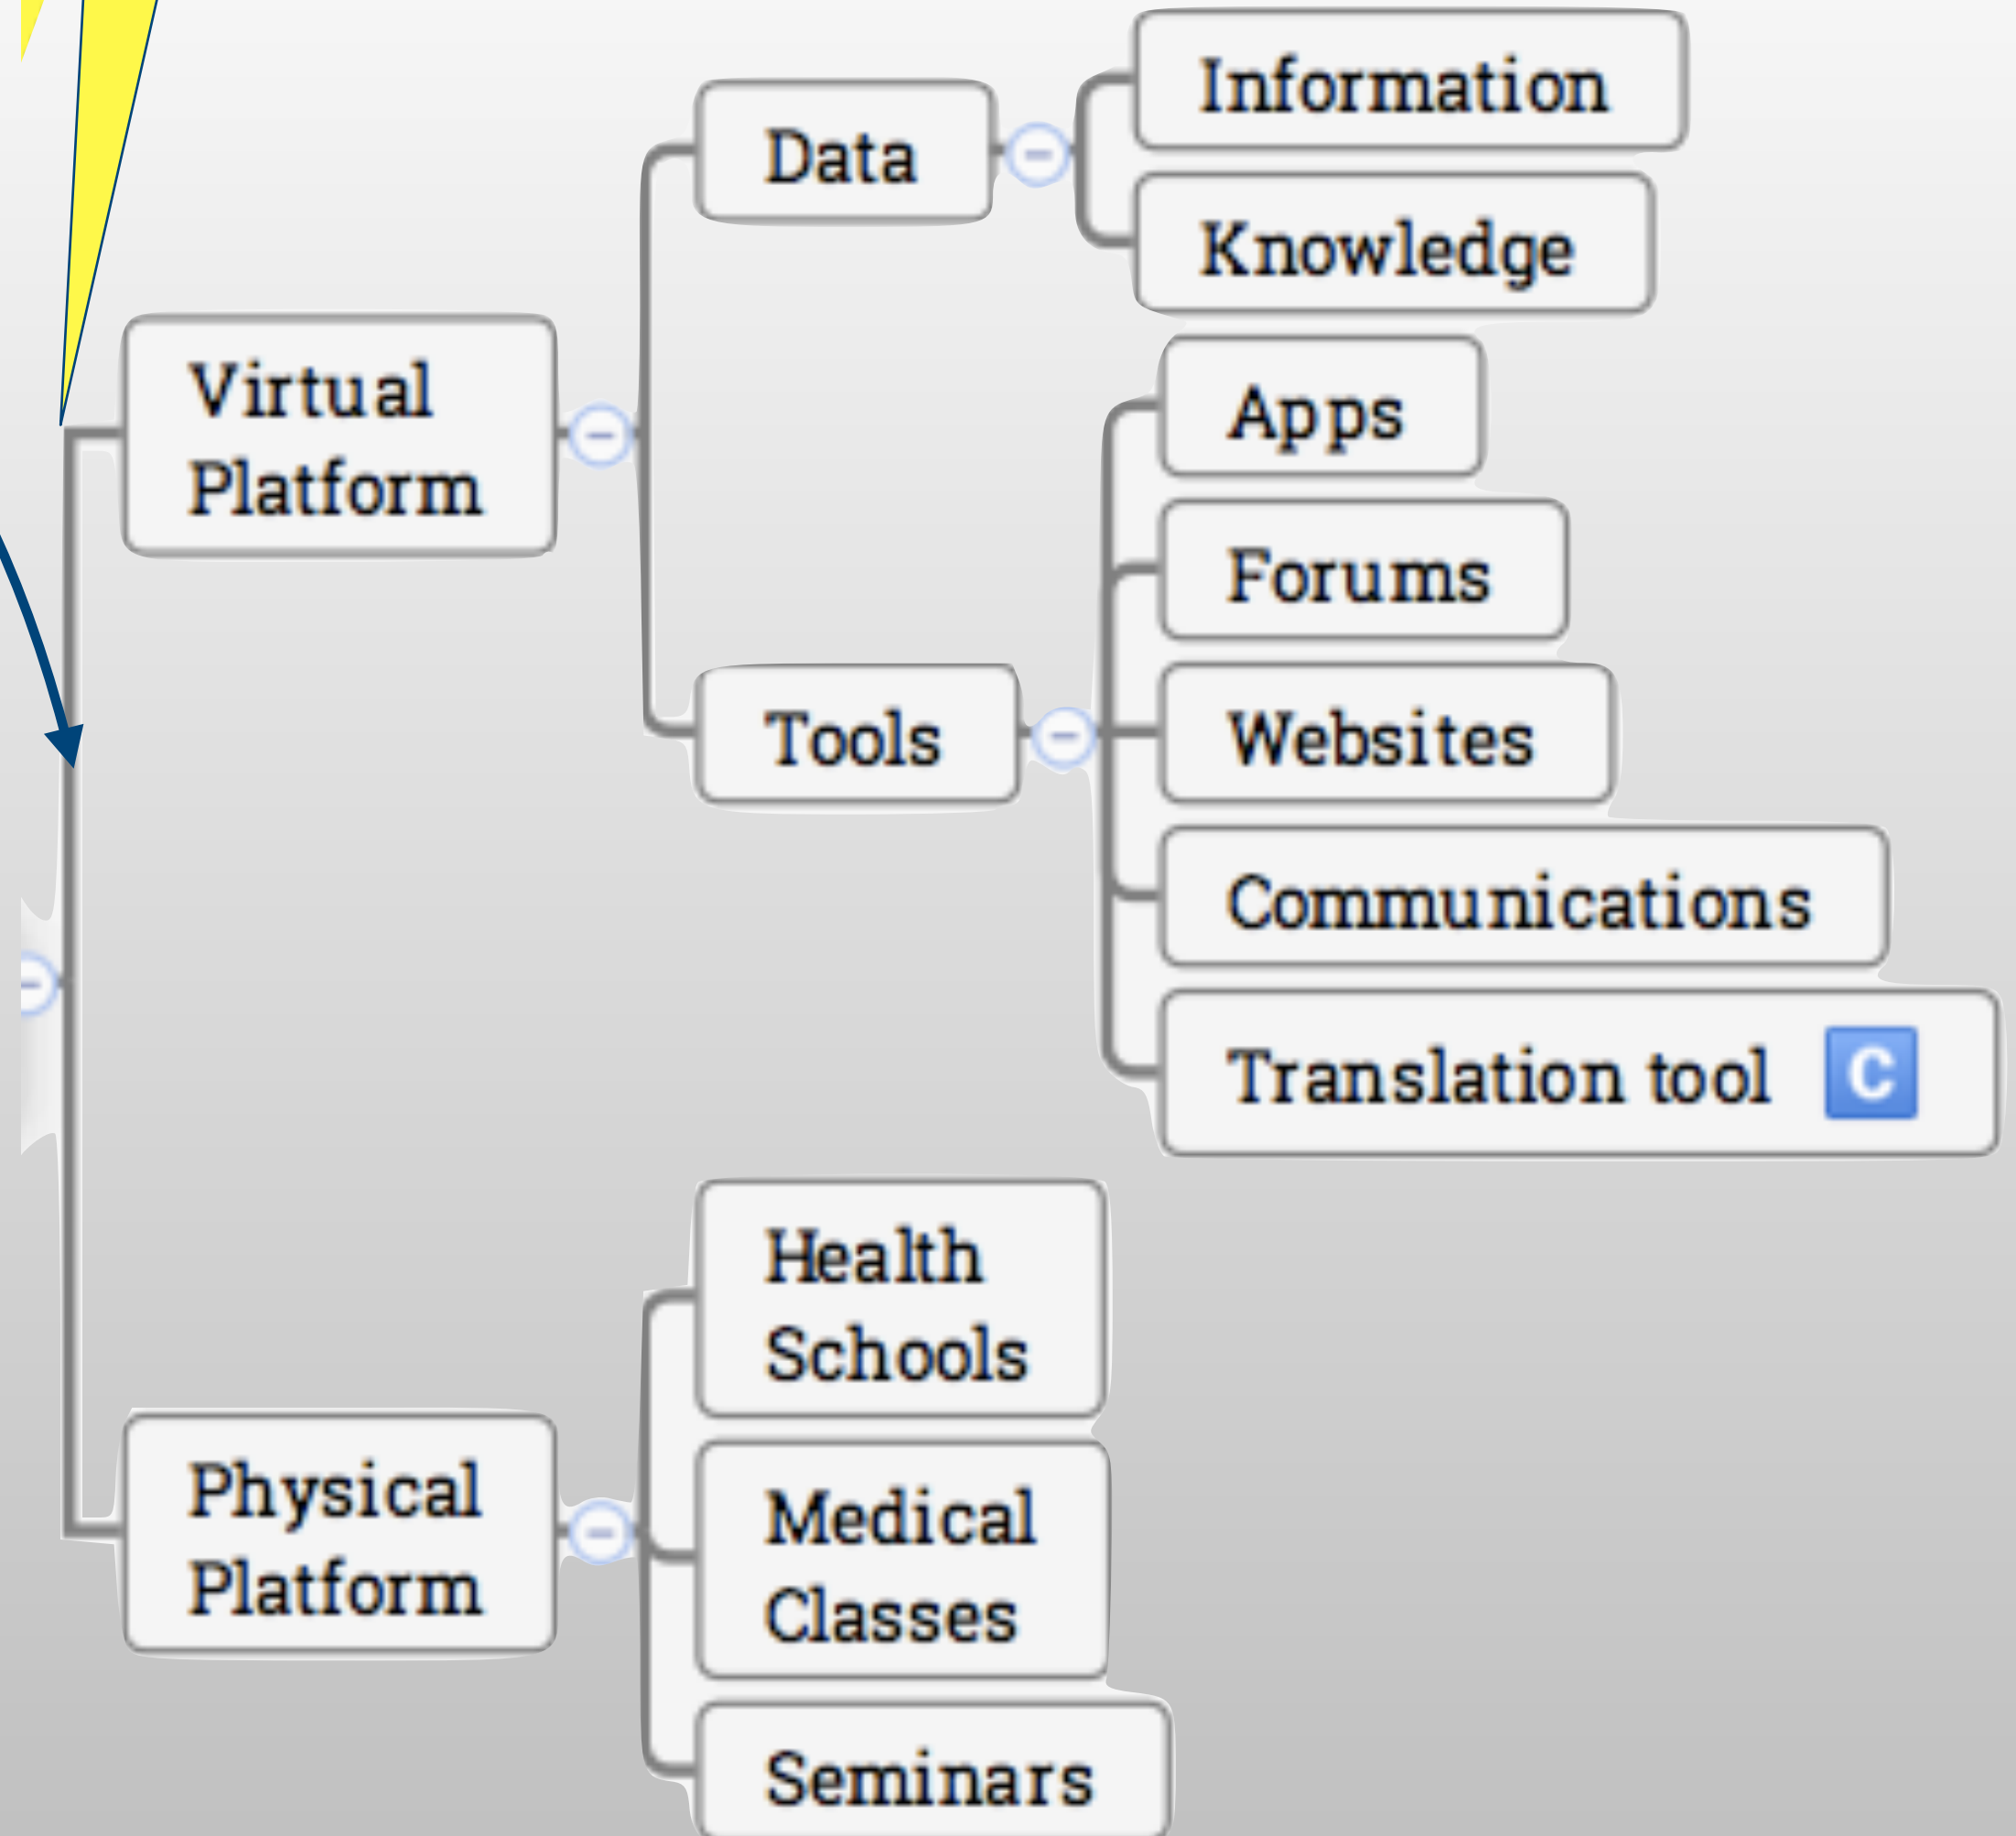 Information
Data
Knowledge
Virtual
Platform
Apps
Forums
Tools
Websites
Communications
Translation tool C
Health
Schools
Physical
Platform
Medical
Classes
Seminars